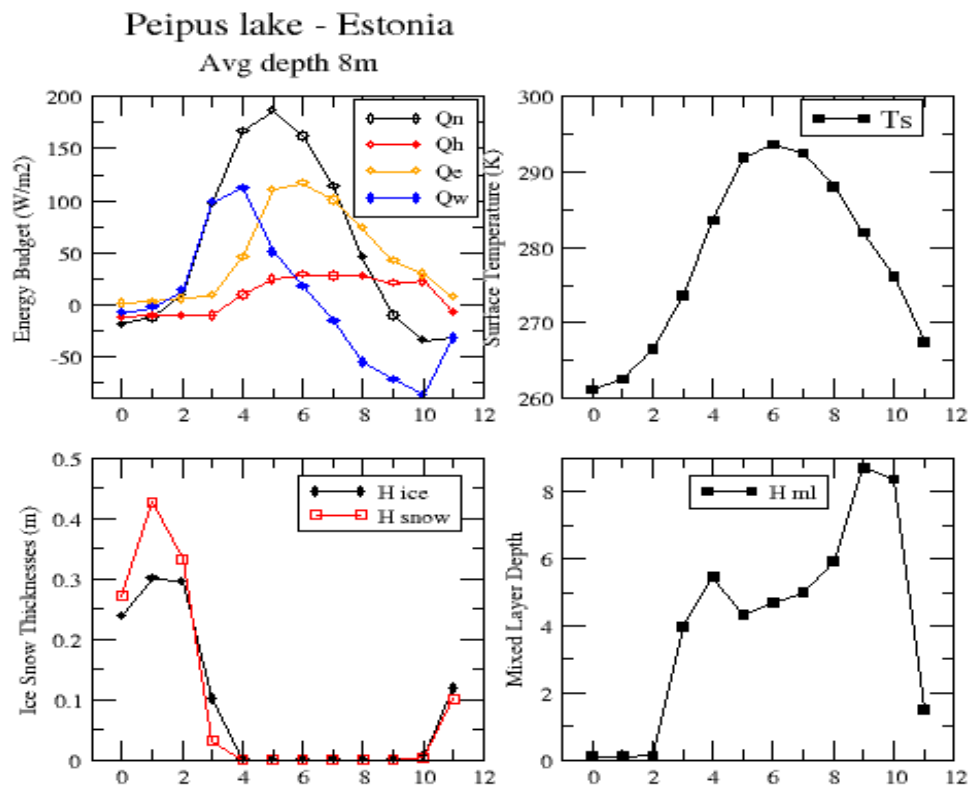 Peipus lake - Estonia
Avg depth 8m
Energy Budget (W/m2)
200
150
100
50
0
-50
Qn
Qh
Qe
Qw
0 2 4 6 8 10 12
Surface Temperature (K)
300
290
280
270
260
Ts
0 2 4 6 8 10 12
Ice Snow Thicknesses (m)
0.5
0.4
0.3
0.2
0.1
0
H ice
H snow
0 2 4 6 8 10 12
Mixed Layer Depth
8
6
4
2
0
H ml
0 2 4 6 8 10 12